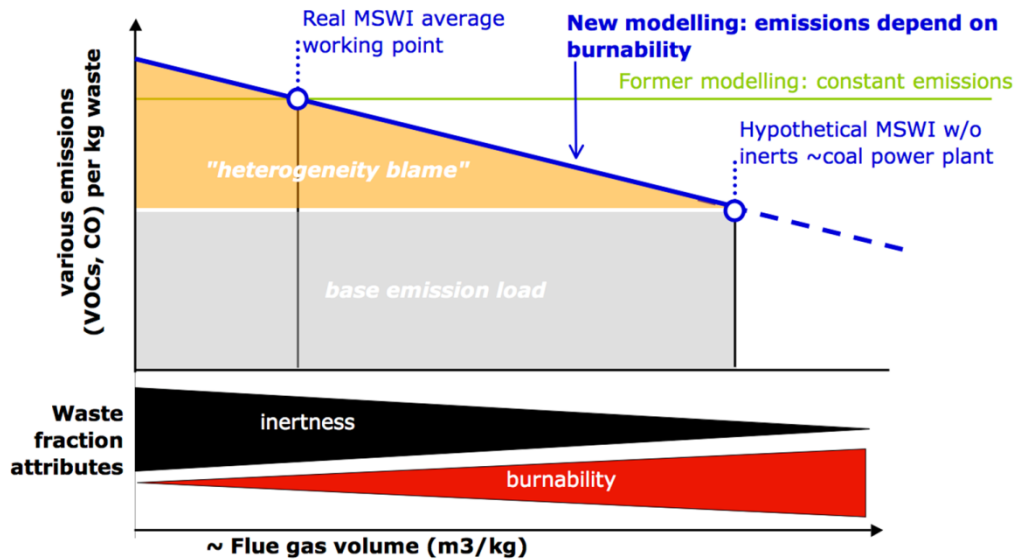 Real MSWI average
working point
New modelling: emissions depend on
burnability
Former modelling: constant emissions
Hypothetical MSWI w/o
inerts ~coal power plant
various emissions
(VOCs, CO) per kg waste
"heterogeneity blame"
base emission load
Waste
fraction
attributes
inertness
burnability
~ Flue gas volume (m3/kg)